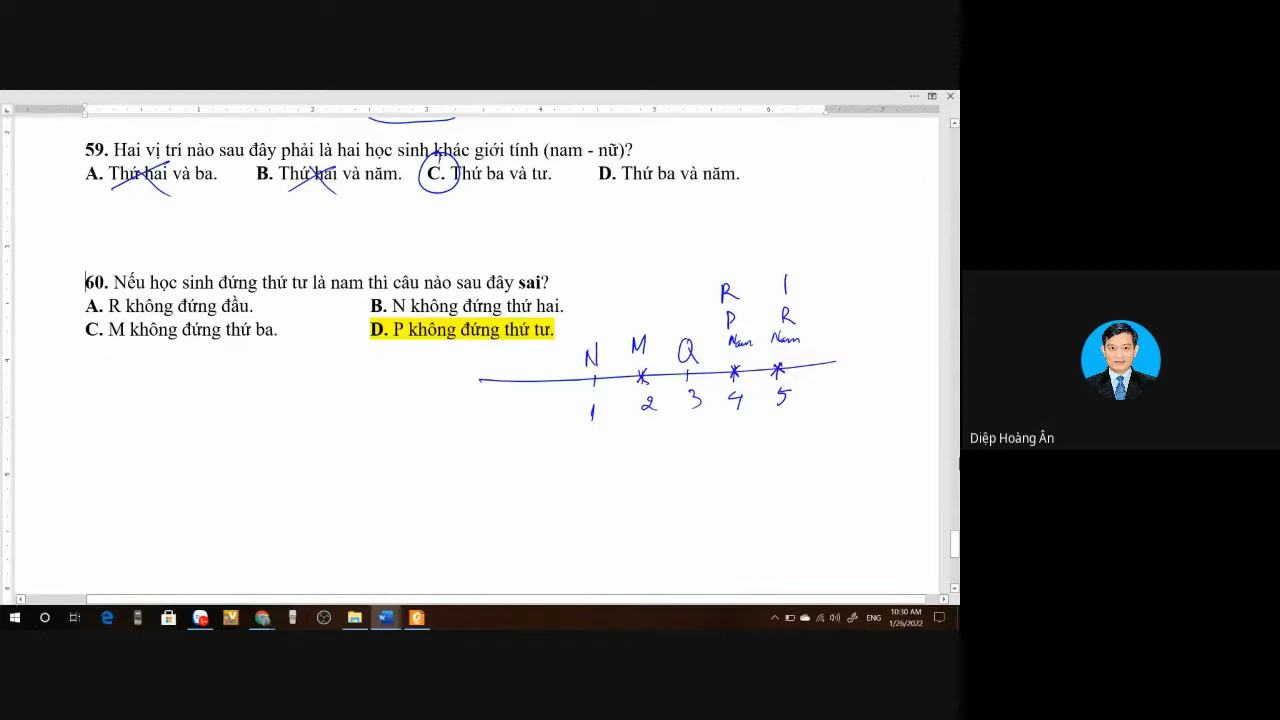 59. Hai vị trí nào sau đây phải là hai học sinh khác giới tính (nam - nữ)?
A. Thứ hai và ba. B. Thứ hai và năm. C. Thứ ba và tư. D. Thứ ba và năm.
60. Nếu học sinh đứng thứ tư là nam thì câu nào sau đây sai?
A. R không đứng đầu. B. N không đứng thứ hai.
C. M không đứng thứ ba. D. P không đứng thứ tư.
R
P R
N M Q Nam Nam
1 2 3 4 5
Diệp Hoàng Ân
ENG
10:30 AM
1/26/2022